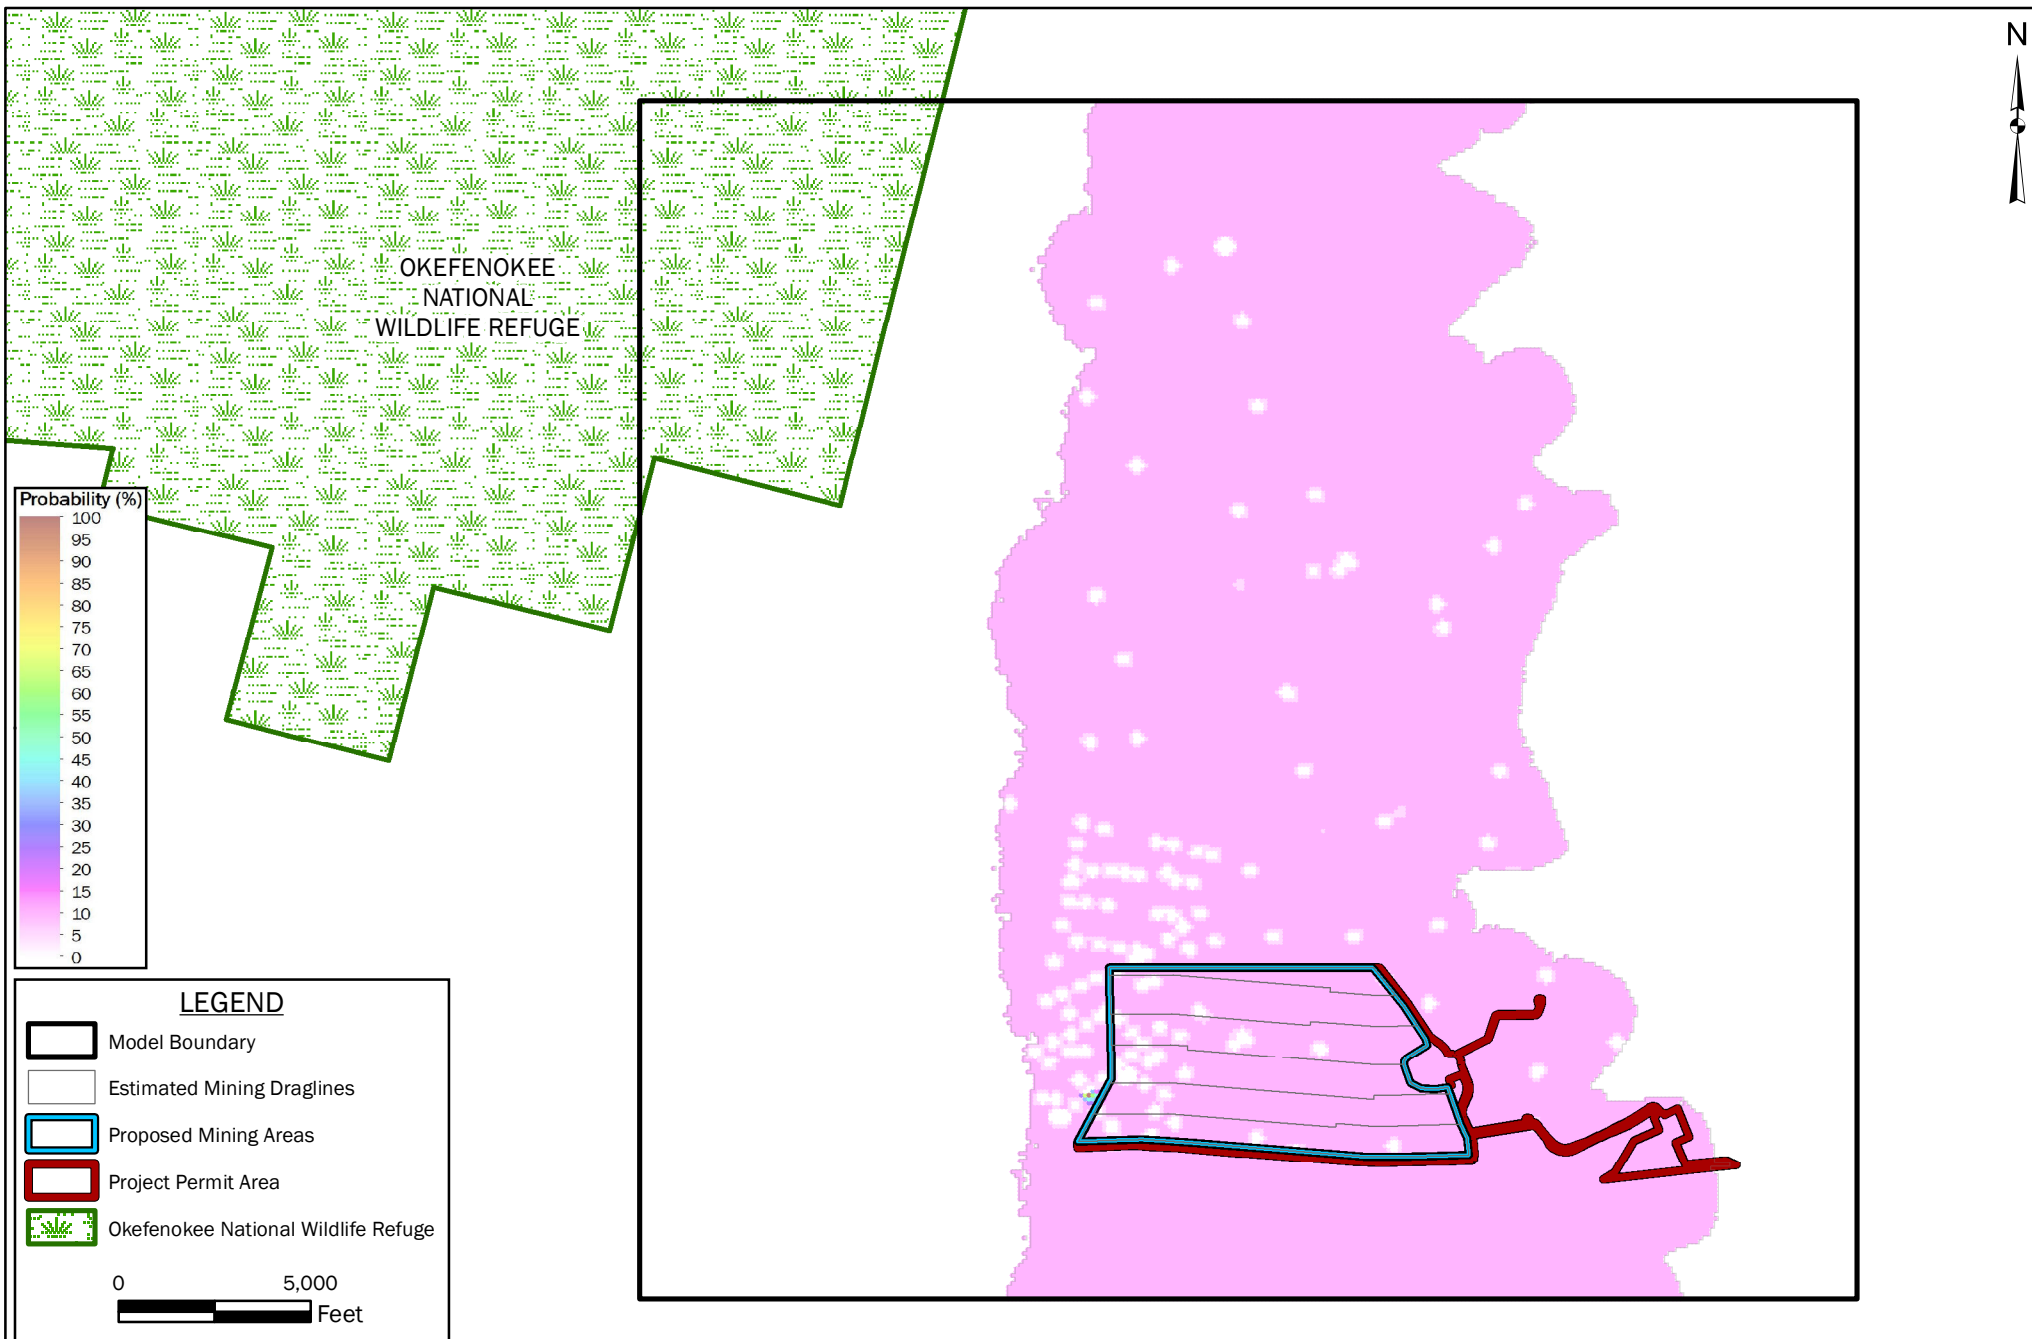 N
OKEFENOKEE
NATIONAL
WILDLIFE REFUGE
Probability (%)
100
95
90
85
80
75
70
65
60
55
50
45
40
35
30
25
20
15
10
5
0
LEGEND
Model Boundary
Estimated Mining Draglines
Proposed Mining Areas
Project Permit Area
Okefenokee National Wildlife Refuge
0 5,000
Feet